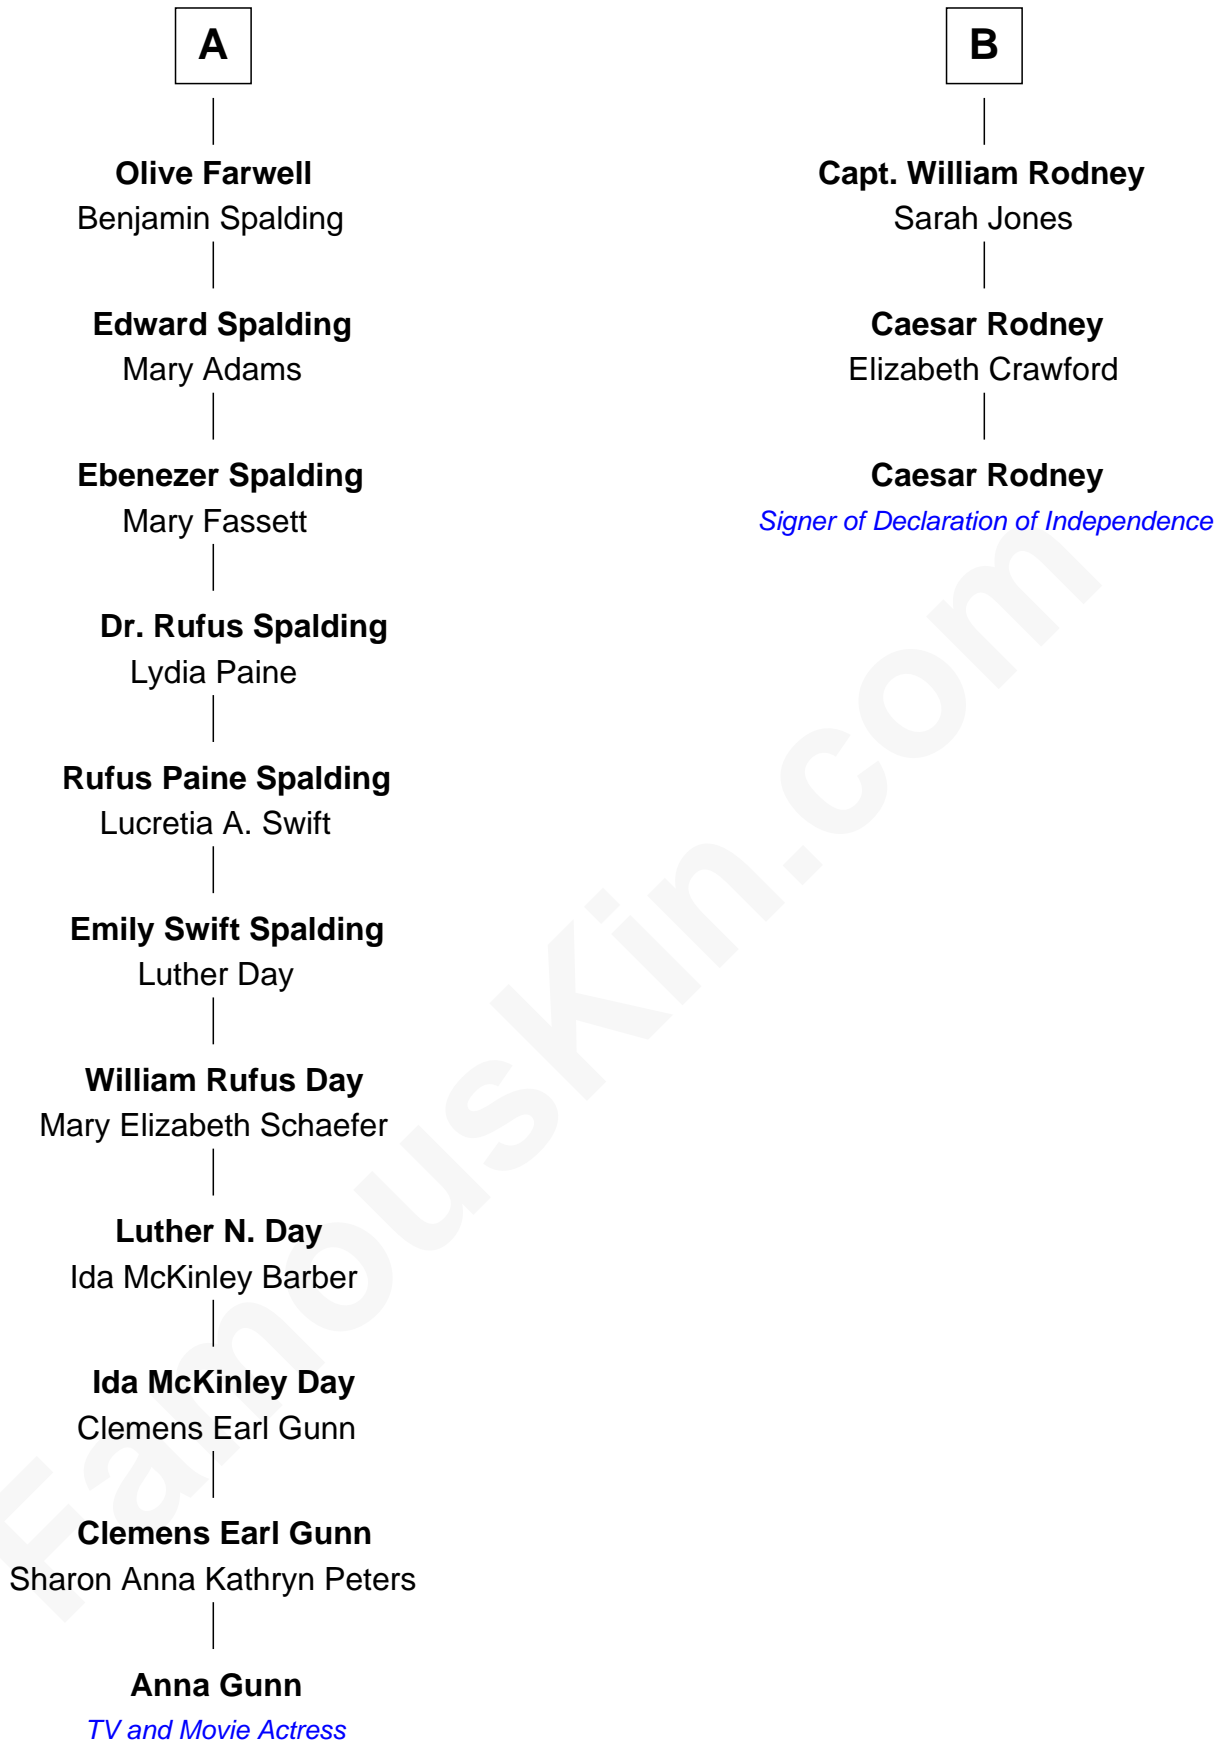 A
Olive Farwell
Benjamin Spalding
Edward Spalding
Mary Adams
Ebenezer Spalding
Mary Fassett
Dr. Rufus Spalding
Lydia Paine
Rufus Paine Spalding
Lucretia A. Swift
Emily Swift Spalding
Luther Day
William Rufus Day
Mary Elizabeth Schaefer
Luther N. Day
Ida McKinley Barber
Ida McKinley Day
Clemens Earl Gunn
Clemens Earl Gunn
Sharon Anna Kathryn Peters
Anna Gunn
TV and Movie Actress
B
Capt. William Rodney
Sarah Jones
Caesar Rodney
Elizabeth Crawford
Caesar Rodney
Signer of Declaration of Independence
FamousKin.com